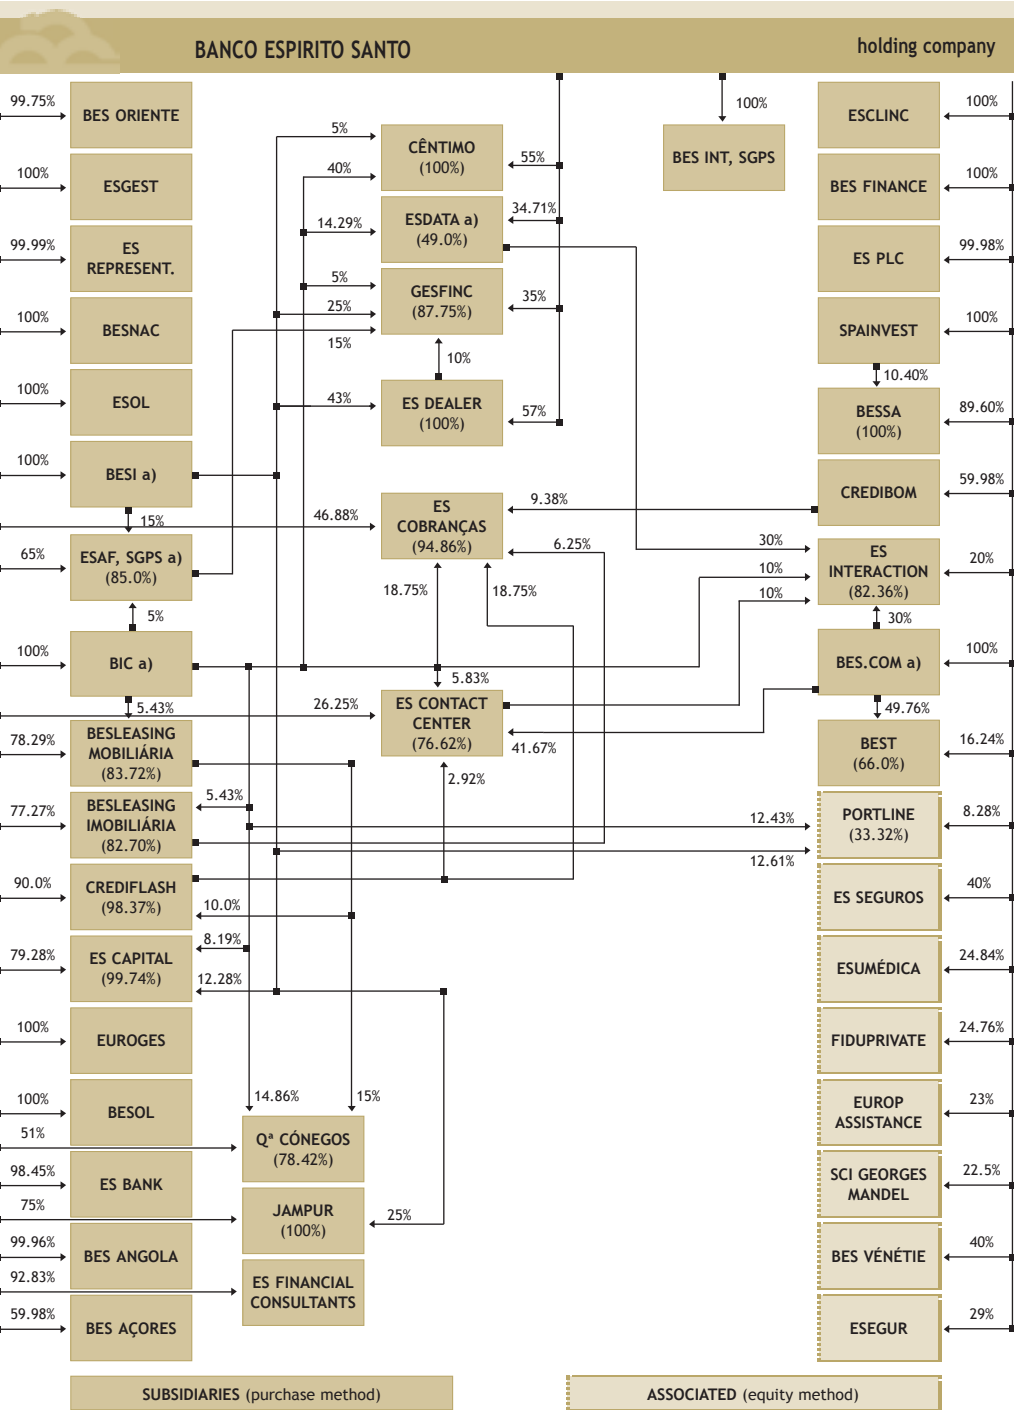 BANCO ESPIRITO SANTO
holding company
99.75%
BES ORIENTE
100%
ESGEST
99.99%
ES
REPRESENT.
100%
BESNAC
100%
ESOL
100%
BESI a)
15%
65%
ESAF, SGPS a)
(85.0%)
5%
100%
BIC a)
5.43%
78.29%
BESLEASING
MOBILIÁRIA
(83.72%)
5.43%
77.27%
BESLEASING
IMOBILIÁRIA
(82.70%)
90.0%
CREDIFLASH
(98.37%)
10.0%
8.19%
79.28%
ES CAPITAL
(99.74%)
12.28%
100%
EUROGES
100%
BESOL
51%
98.45%
ES BANK
75%
99.96%
BES ANGOLA
92.83%
59.98%
BES AÇORES
5%
CÊNTIMO
(100%)
55%
40%
34.71%
14.29%
ESDATA a)
(49.0%)
5%
GESFINC
(87.75%)
25%
35%
15%
10%
43%
ES DEALER
(100%)
57%
46.88%
ES
COBRANÇAS
(94.86%)
9.38%
6.25%
18.75%
18.75%
5.83%
26.25%
ES CONTACT
CENTER
(76.62%)
41.67%
2.92%
14.86%
15%
Qª CÓNEGOS
(78.42%)
JAMPUR
(100%)
25%
ES FINANCIAL
CONSULTANTS
100%
BES INT, SGPS
ESCLINC
100%
BES FINANCE
100%
ES PLC
99.98%
SPAINVEST
100%
10.40%
BESSA
(100%)
89.60%
CREDIBOM
59.98%
30%
10%
10%
ES
INTERACTION
(82.36%)
20%
30%
BES.COM a)
100%
49.76%
BEST
(66.0%)
16.24%
12.43%
12.61%
PORTLINE
(33.32%)
8.28%
ES SEGUROS
40%
ESUMÉDICA
24.84%
FIDUPRIVATE
24.76%
EUROP
ASSISTANCE
23%
SCI GEORGES
MANDEL
22.5%
BES VÉNÉTIE
40%
ESEGUR
29%
SUBSIDIARIES (purchase method)
ASSOCIATED (equity method)